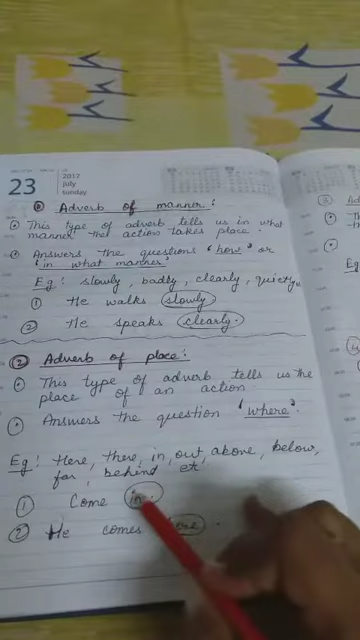 23
2017
july
sunday
① Adverb of manner:
• This type of adverb tells us in what
manner the action takes place.
• Answers the questions 'how' or
'in what manner'
Eg: slowly, badly, clearly, quietly
① He walks slowly
② He speaks clearly.
② Adverb of place:
• This type of adverb tells us the
place of an action.
• Answers the question 'where'.
Eg: Here, there, in, out, above, below,
far, behind etc
① Come in.
② He comes